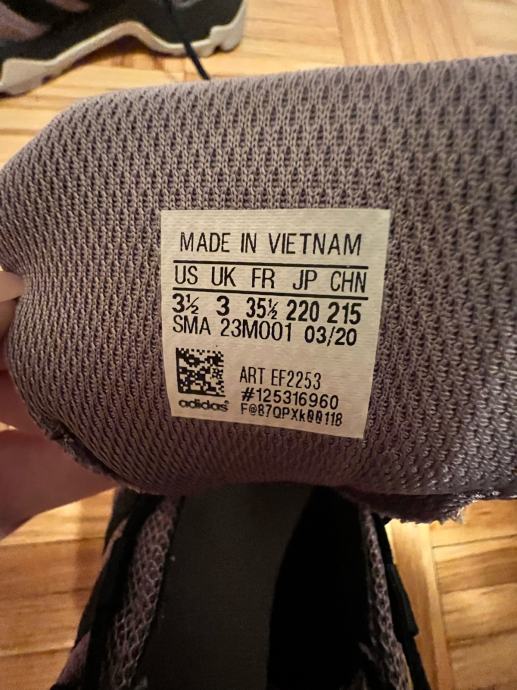 MADE IN VIETNAM
US UK FR JP CHN
3½ 3 35½ 220 215
SMA 23M001 03/20
ART EF2253
#125316960
adidas F@87QPXk00118